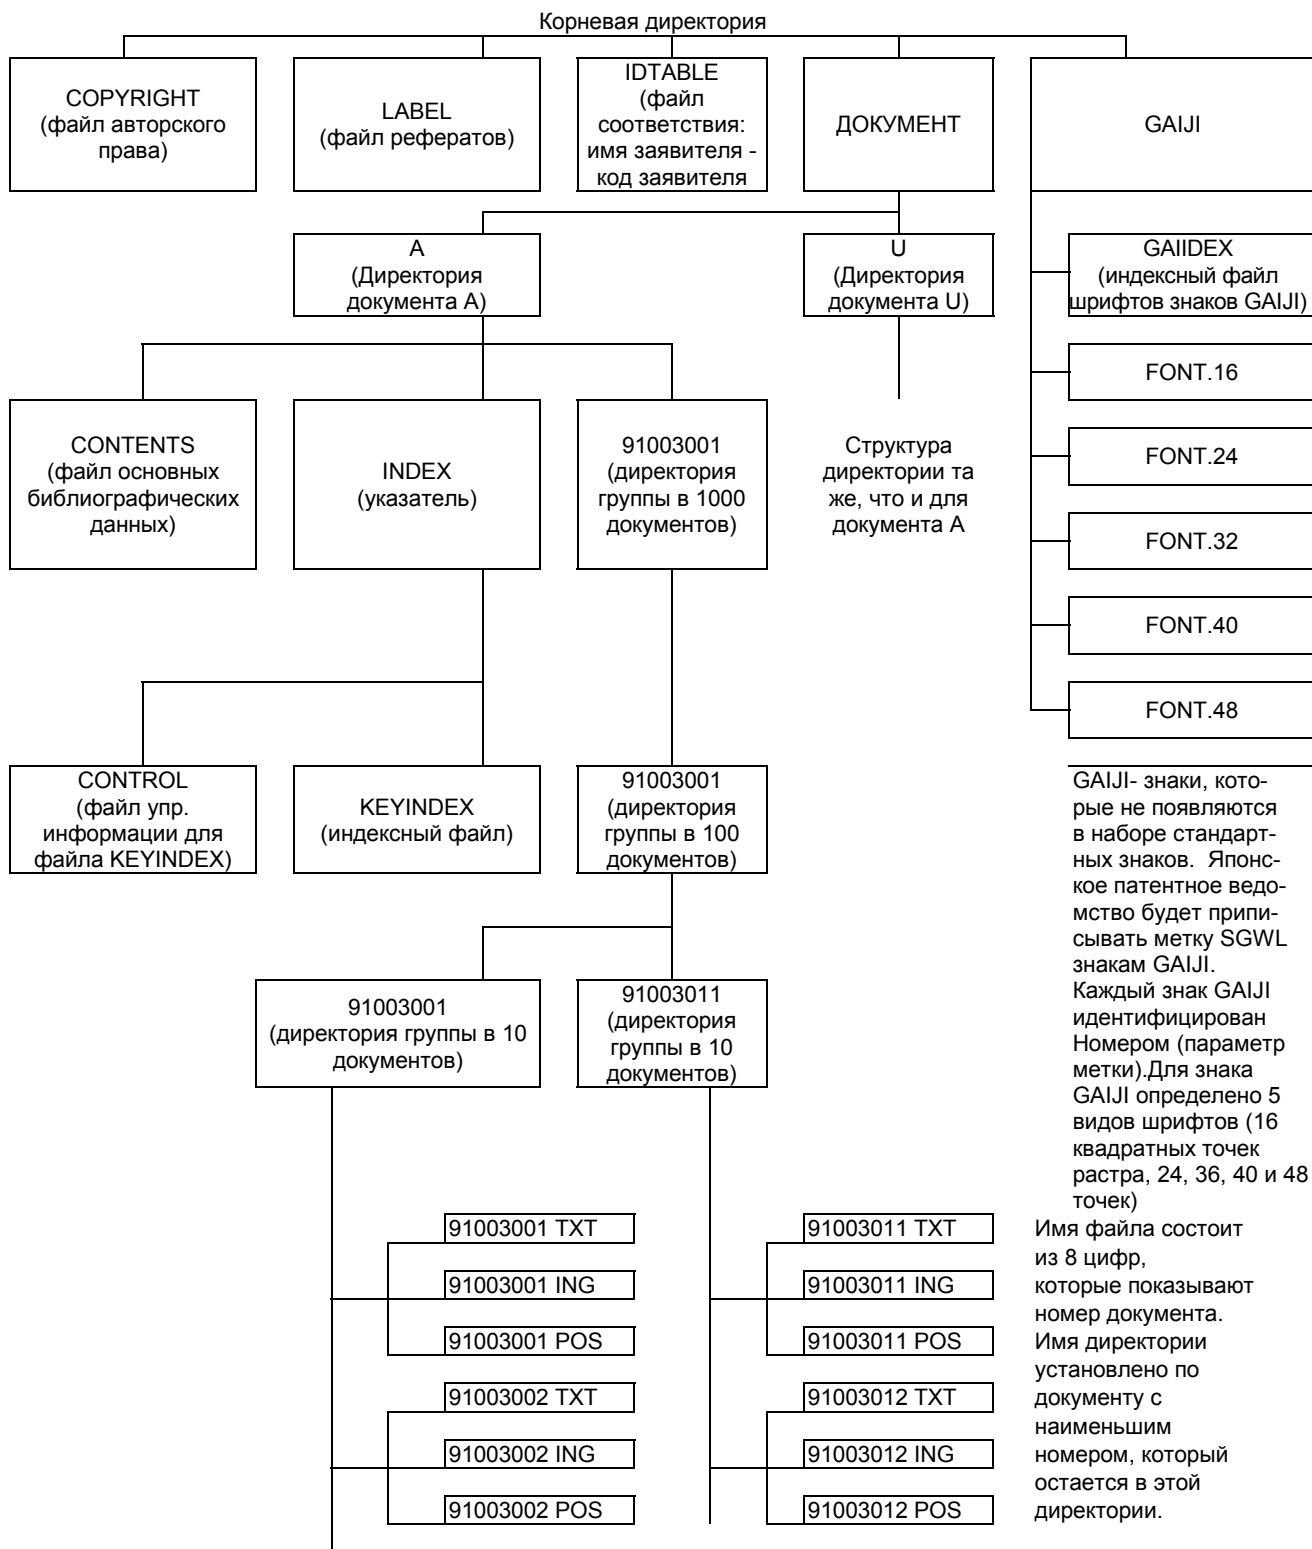 Корневая директория
COPYRIGHT
(файл авторского
права)
LABEL
(файл рефератов)
IDTABLE
(файл
соответствия:
имя заявителя -
код заявителя
ДОКУМЕНТ
GAIJI
A
(Директория
документа А)
U
(Директория
документа U)
GAIIDEX
(индексный файл
шрифтов знаков GAIJI)
FONT.16
FONT.24
FONT.32
FONT.40
FONT.48
CONTENTS
(файл основных
библиографических
данных)
INDEX
(указатель)
91003001
(директория
группы в 1000
документов)
Структура
директории та
же, что и для
документа А
CONTROL
(файл упр.
информации для
файла KEYINDEX)
KEYINDEX
(индексный файл)
91003001
(директория
группы в 100
документов)
GAIJI- знаки, кото-
рые не появляются
в наборе стандарт-
ных знаков. Японс-
кое патентное ведо-
мство будет припи-
сывать метку SGWL
знакам GAIJI.
Каждый знак GAIJI
идентифицирован
Номером (параметр
метки).Для знака
GAIJI определено 5
видов шрифтов (16
квадратных точек
растра, 24, 36, 40 и 48
точек)
91003001
(директория группы в 10
документов)
91003011
(директория
группы в 10
документов)
91003001 TXT
91003001 ING
91003001 POS
91003002 TXT
91003002 ING
91003002 POS
91003011 TXT
91003011 ING
91003011 POS
91003012 TXT
91003012 ING
91003012 POS
Имя файла состоит
из 8 цифр,
которые показывают
номер документа.
Имя директории
установлено по
документу с
наименьшим
номером, который
остается в этой
директории.